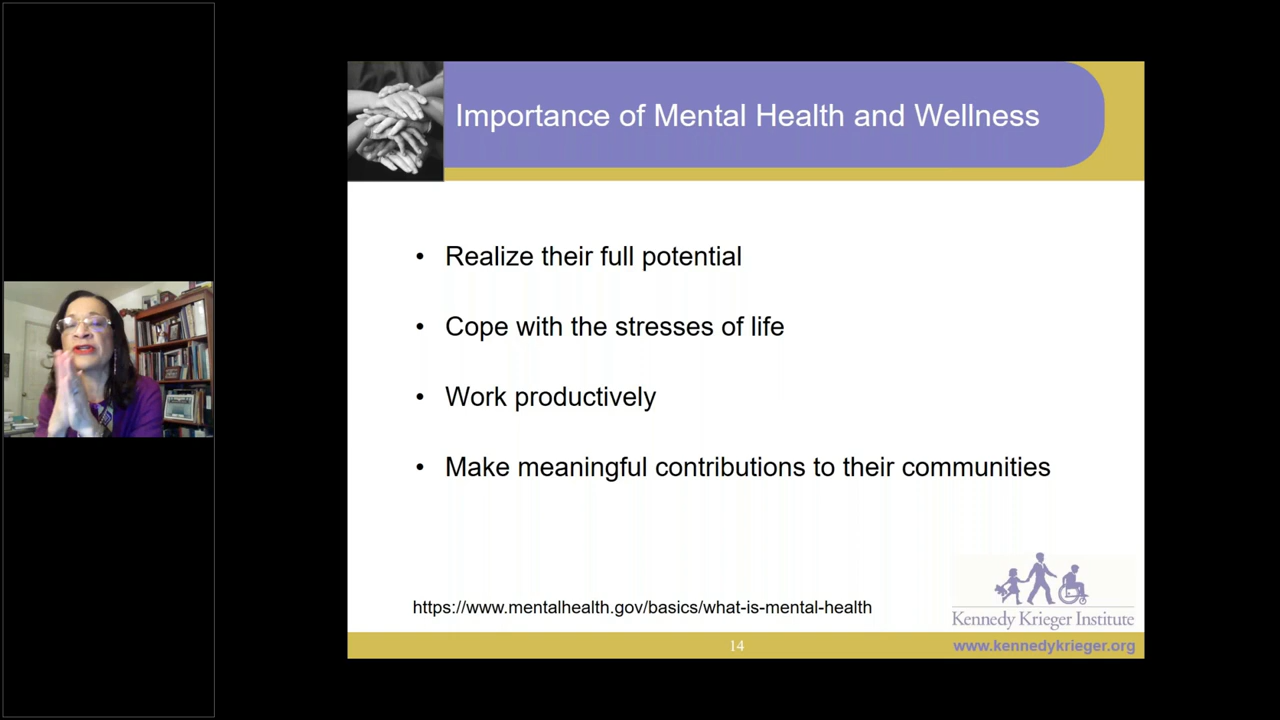 Importance of Mental Health and Wellness
• Realize their full potential
• Cope with the stresses of life
• Work productively
• Make meaningful contributions to their communities
https://www.mentalhealth.gov/basics/what-is-mental-health
Kennedy Krieger Institute
14
www.kennedykrieger.org